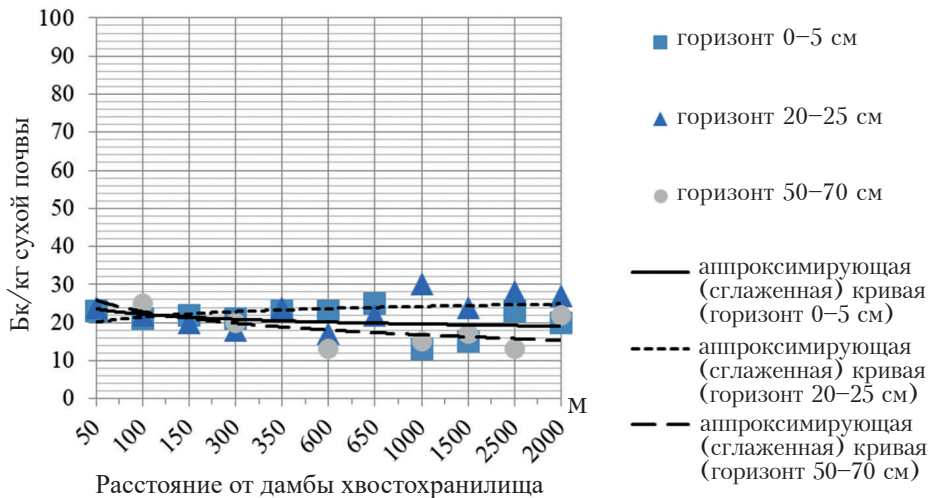 100
90
80
70
60
50
40
30
20
10
0
Бк/кг сухой почвы
50
100
150
300
350
600
650
1000
1500
2500
2000
м
Расстояние от дамбы хвостохранилища
горизонт 0–5 см
горизонт 20–25 см
горизонт 50–70 см
аппроксимирующая
(сглаженная) кривая
(горизонт 0–5 см)
аппроксимирующая
(сглаженная) кривая
(горизонт 20–25 см)
аппроксимирующая
(сглаженная) кривая
(горизонт 50–70 см)